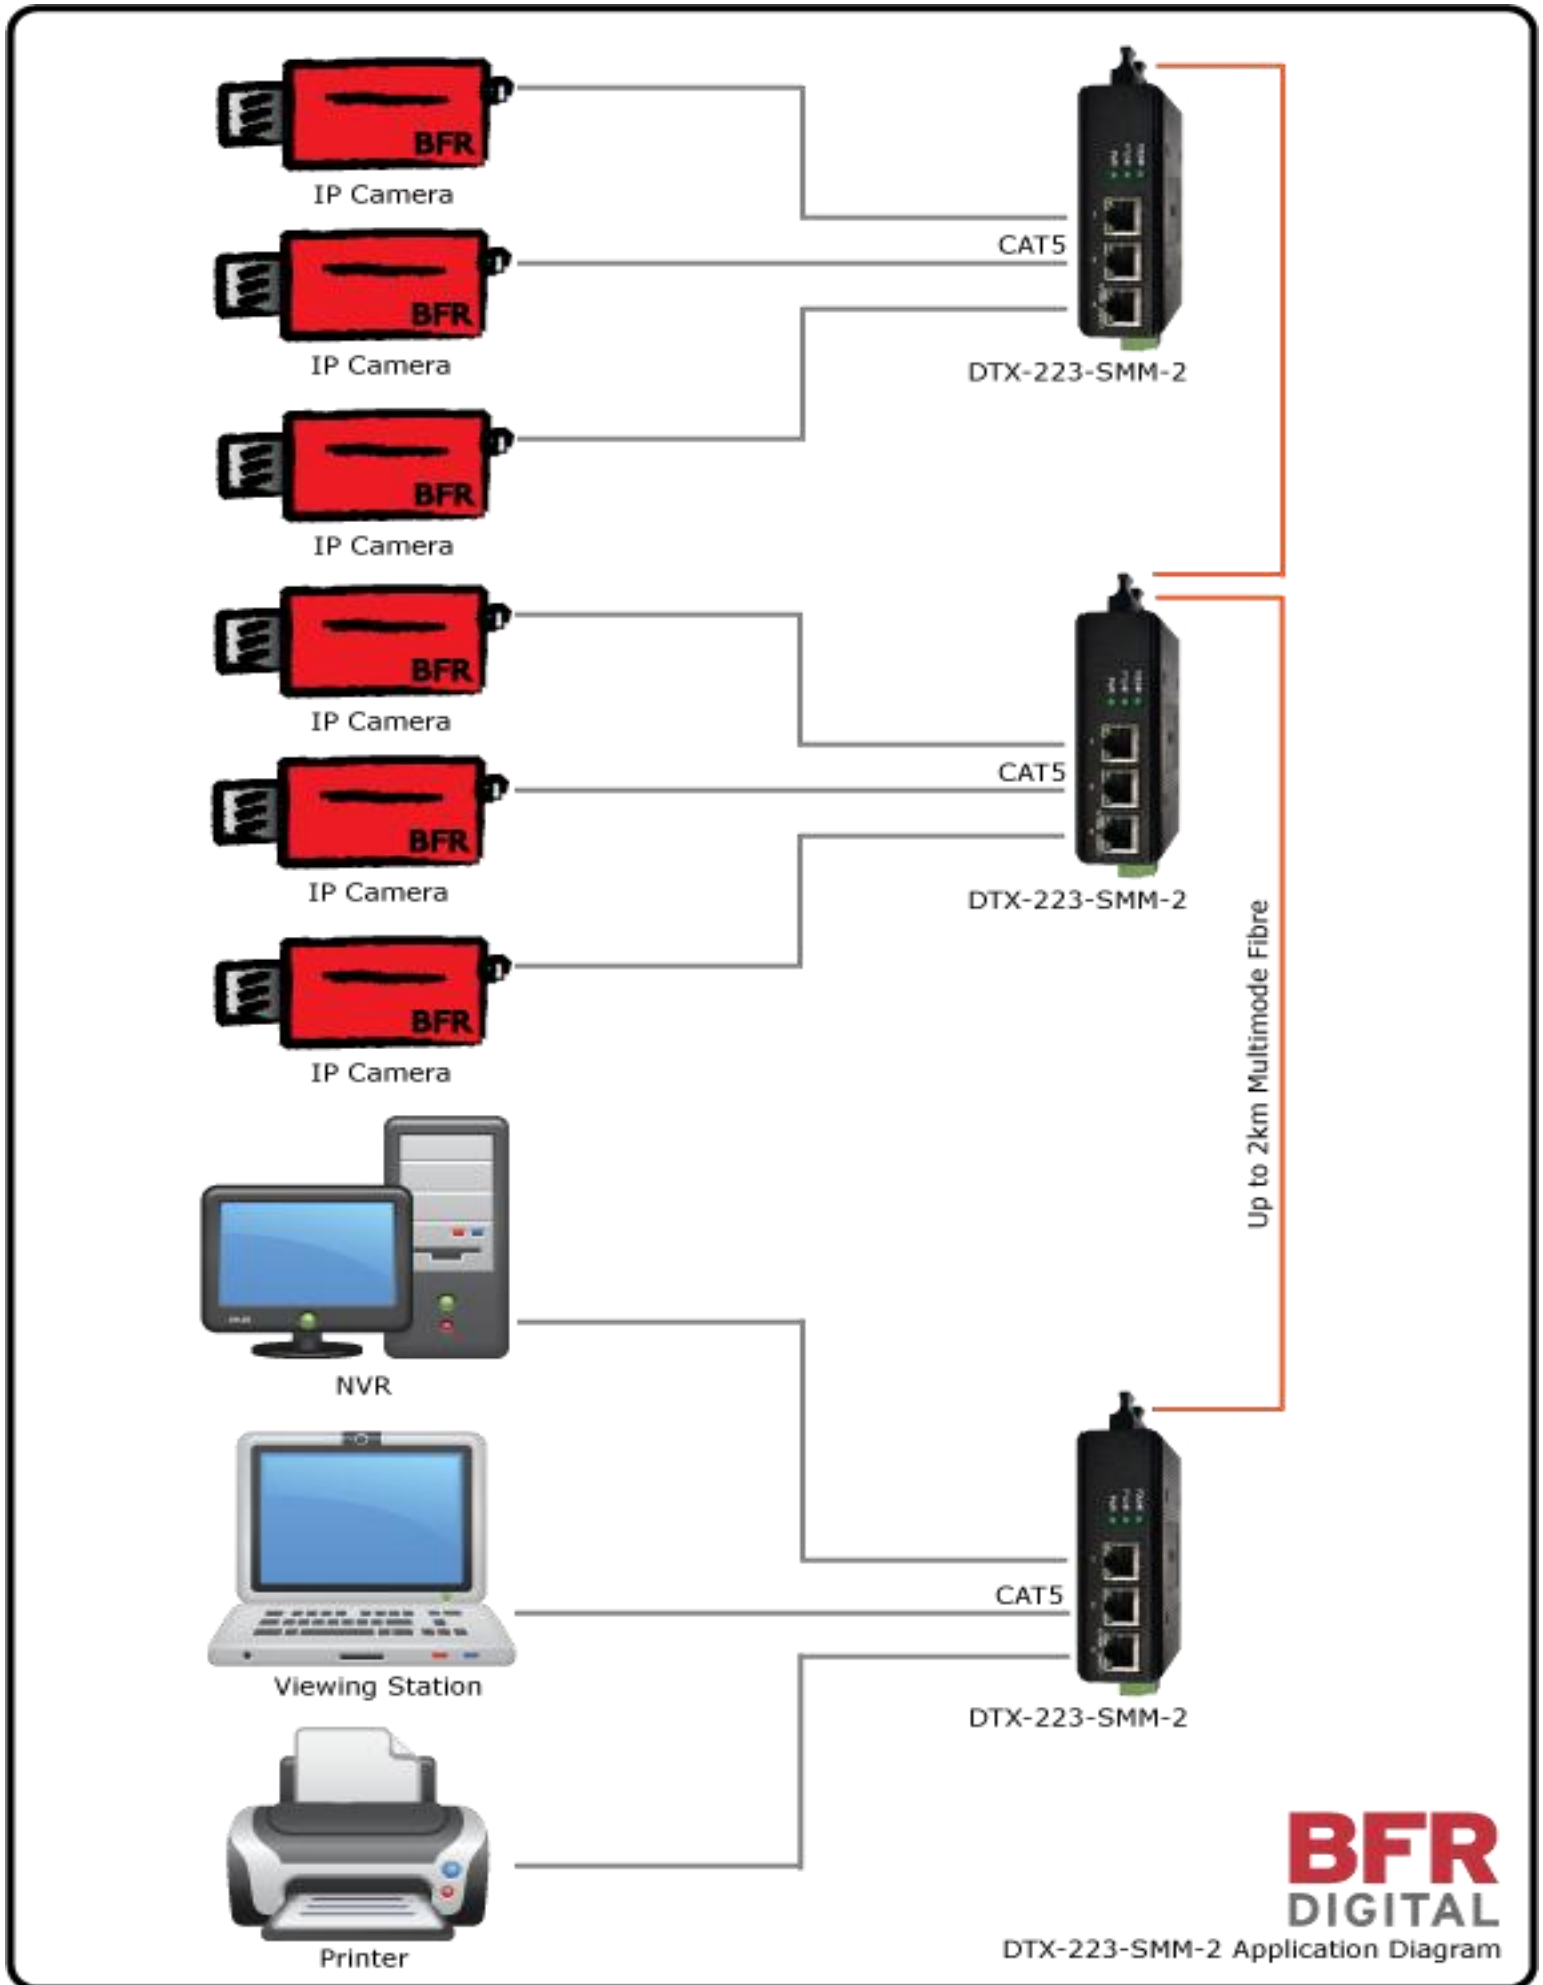 BFR
IP Camera
BFR
IP Camera
BFR
IP Camera
CAT5
DTX-223-SMM-2
BFR
IP Camera
BFR
IP Camera
BFR
IP Camera
CAT5
DTX-223-SMM-2
Up to 2km Multimode Fibre
NVR
Viewing Station
Printer
CAT5
DTX-223-SMM-2
BFR
DIGITAL
DTX-223-SMM-2 Application Diagram